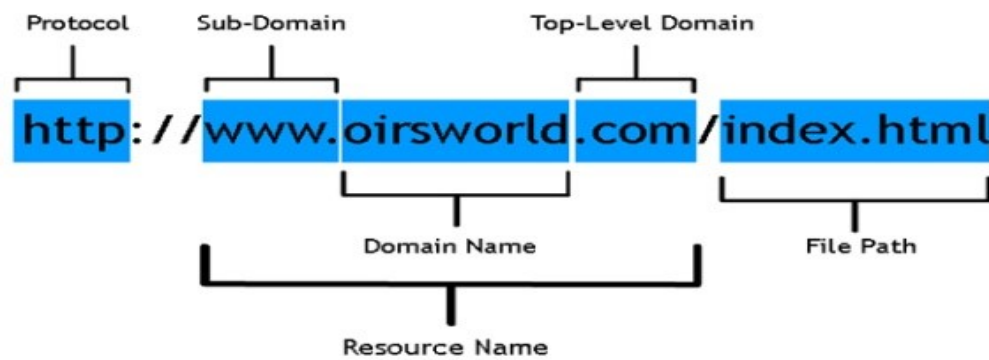 Protocol Sub-Domain Top-Level Domain
http://www.oirsworld.com/index.html
Domain Name File Path
Resource Name